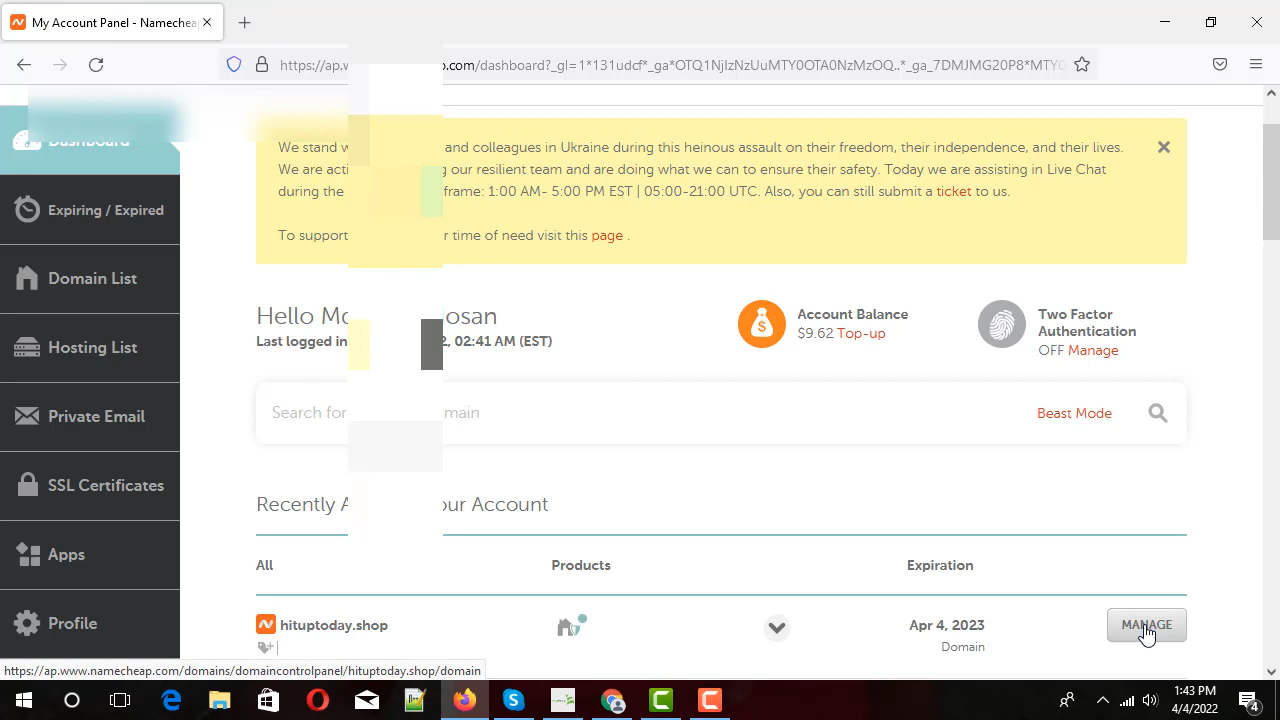 My Account Panel - Namecheap
https://ap.w .com/dashboard?_gl=1*131udcf*_ga*OTQ1NjIzNzUuMTY0OTA0NzMzOQ..*_ga_7DMJMG20P8*MTY0
Dashboard
Expiring / Expired
Domain List
Hosting List
Private Email
SSL Certificates
Apps
Profile
We stand and colleagues in Ukraine during this heinous assault on their freedom, their independence, and their lives.
We are our resilient team and are doing what we can to ensure their safety. Today we are assisting in Live Chat
during the frame: 1:00 AM- 5:00 PM EST | 05:00-21:00 UTC. Also, you can still submit a ticket to us.
To support r time of need visit this page .
Hello Mo osan
Last logged in 2, 02:41 AM (EST)
Account Balance
$9.62 Top-up
Two Factor
Authentication
OFF Manage
Search for main
Beast Mode
Recently A our Account
All Products Expiration
hituptoday.shop Apr 4, 2023 MANAGE
Domain
https://ap.www.namecheap.com/domains/domaincontrolpanel/hituptoday.shop/domain
1:43 PM
4/4/2022
4